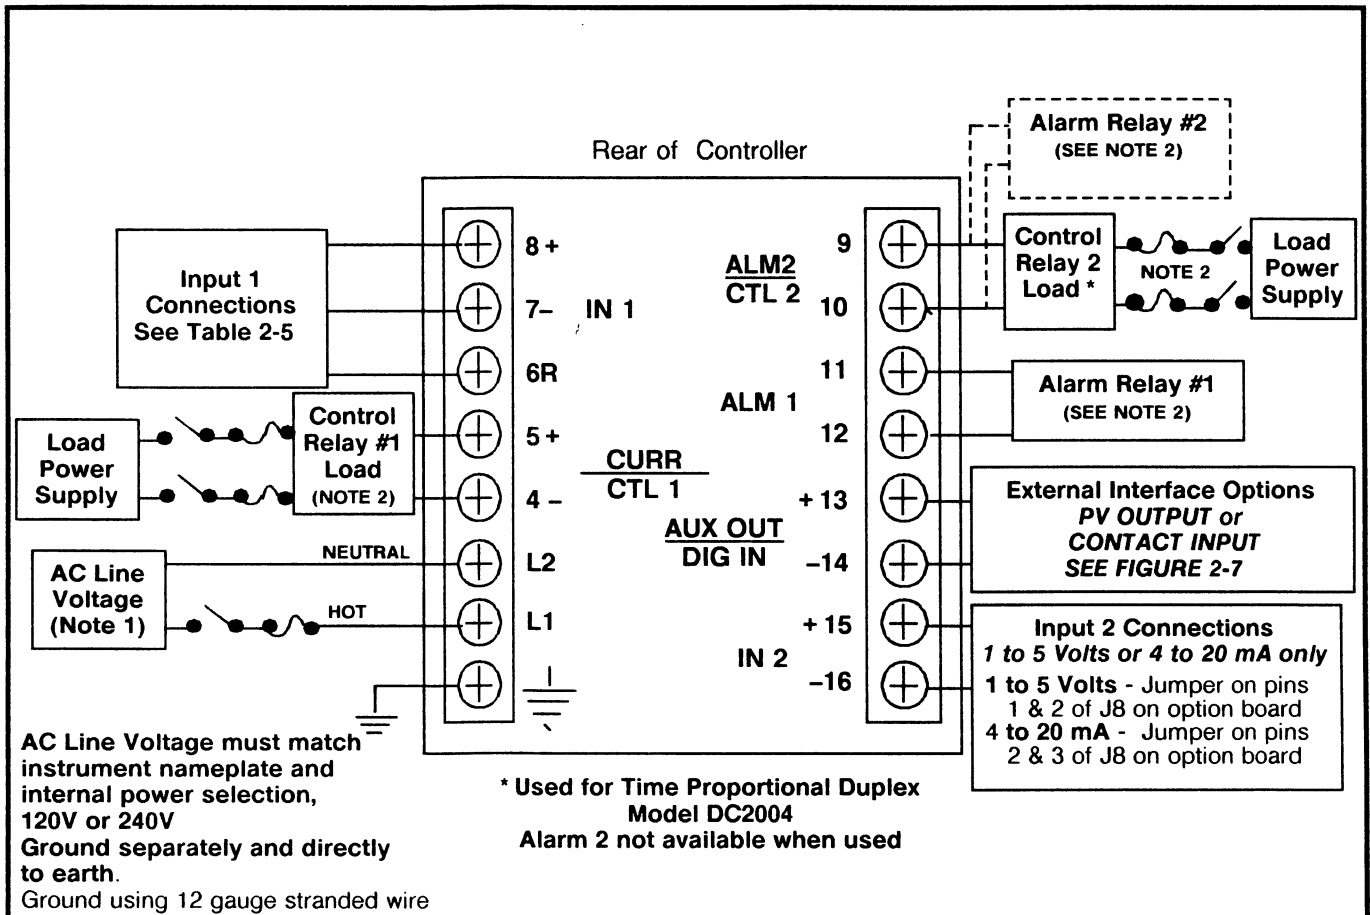 Rear of Controller
Alarm Relay #2
(SEE NOTE 2)
Input 1
Connections
See Table 2-5
8 +
7–
6R
IN 1
Load
Power
Supply
Control
Relay #1
Load
(NOTE 2)
5 +
4 –
CURR
CTL 1
AC Line
Voltage
(Note 1)
NEUTRAL
HOT
L2
L1
ALM2
CTL 2
9
10
Control
Relay 2
Load *
NOTE 2
Load
Power
Supply
ALM 1
11
12
Alarm Relay #1
(SEE NOTE 2)
AUX OUT
DIG IN
+ 13
–14
External Interface Options
PV OUTPUT or
CONTACT INPUT
SEE FIGURE 2-7
IN 2
+ 15
–16
Input 2 Connections
1 to 5 Volts or 4 to 20 mA only
1 to 5 Volts - Jumper on pins
1 & 2 of J8 on option board
4 to 20 mA - Jumper on pins
2 & 3 of J8 on option board
AC Line Voltage must match
instrument nameplate and
internal power selection,
120V or 240V
Ground separately and directly
to earth.
Ground using 12 gauge stranded wire
* Used for Time Proportional Duplex
Model DC2004
Alarm 2 not available when used